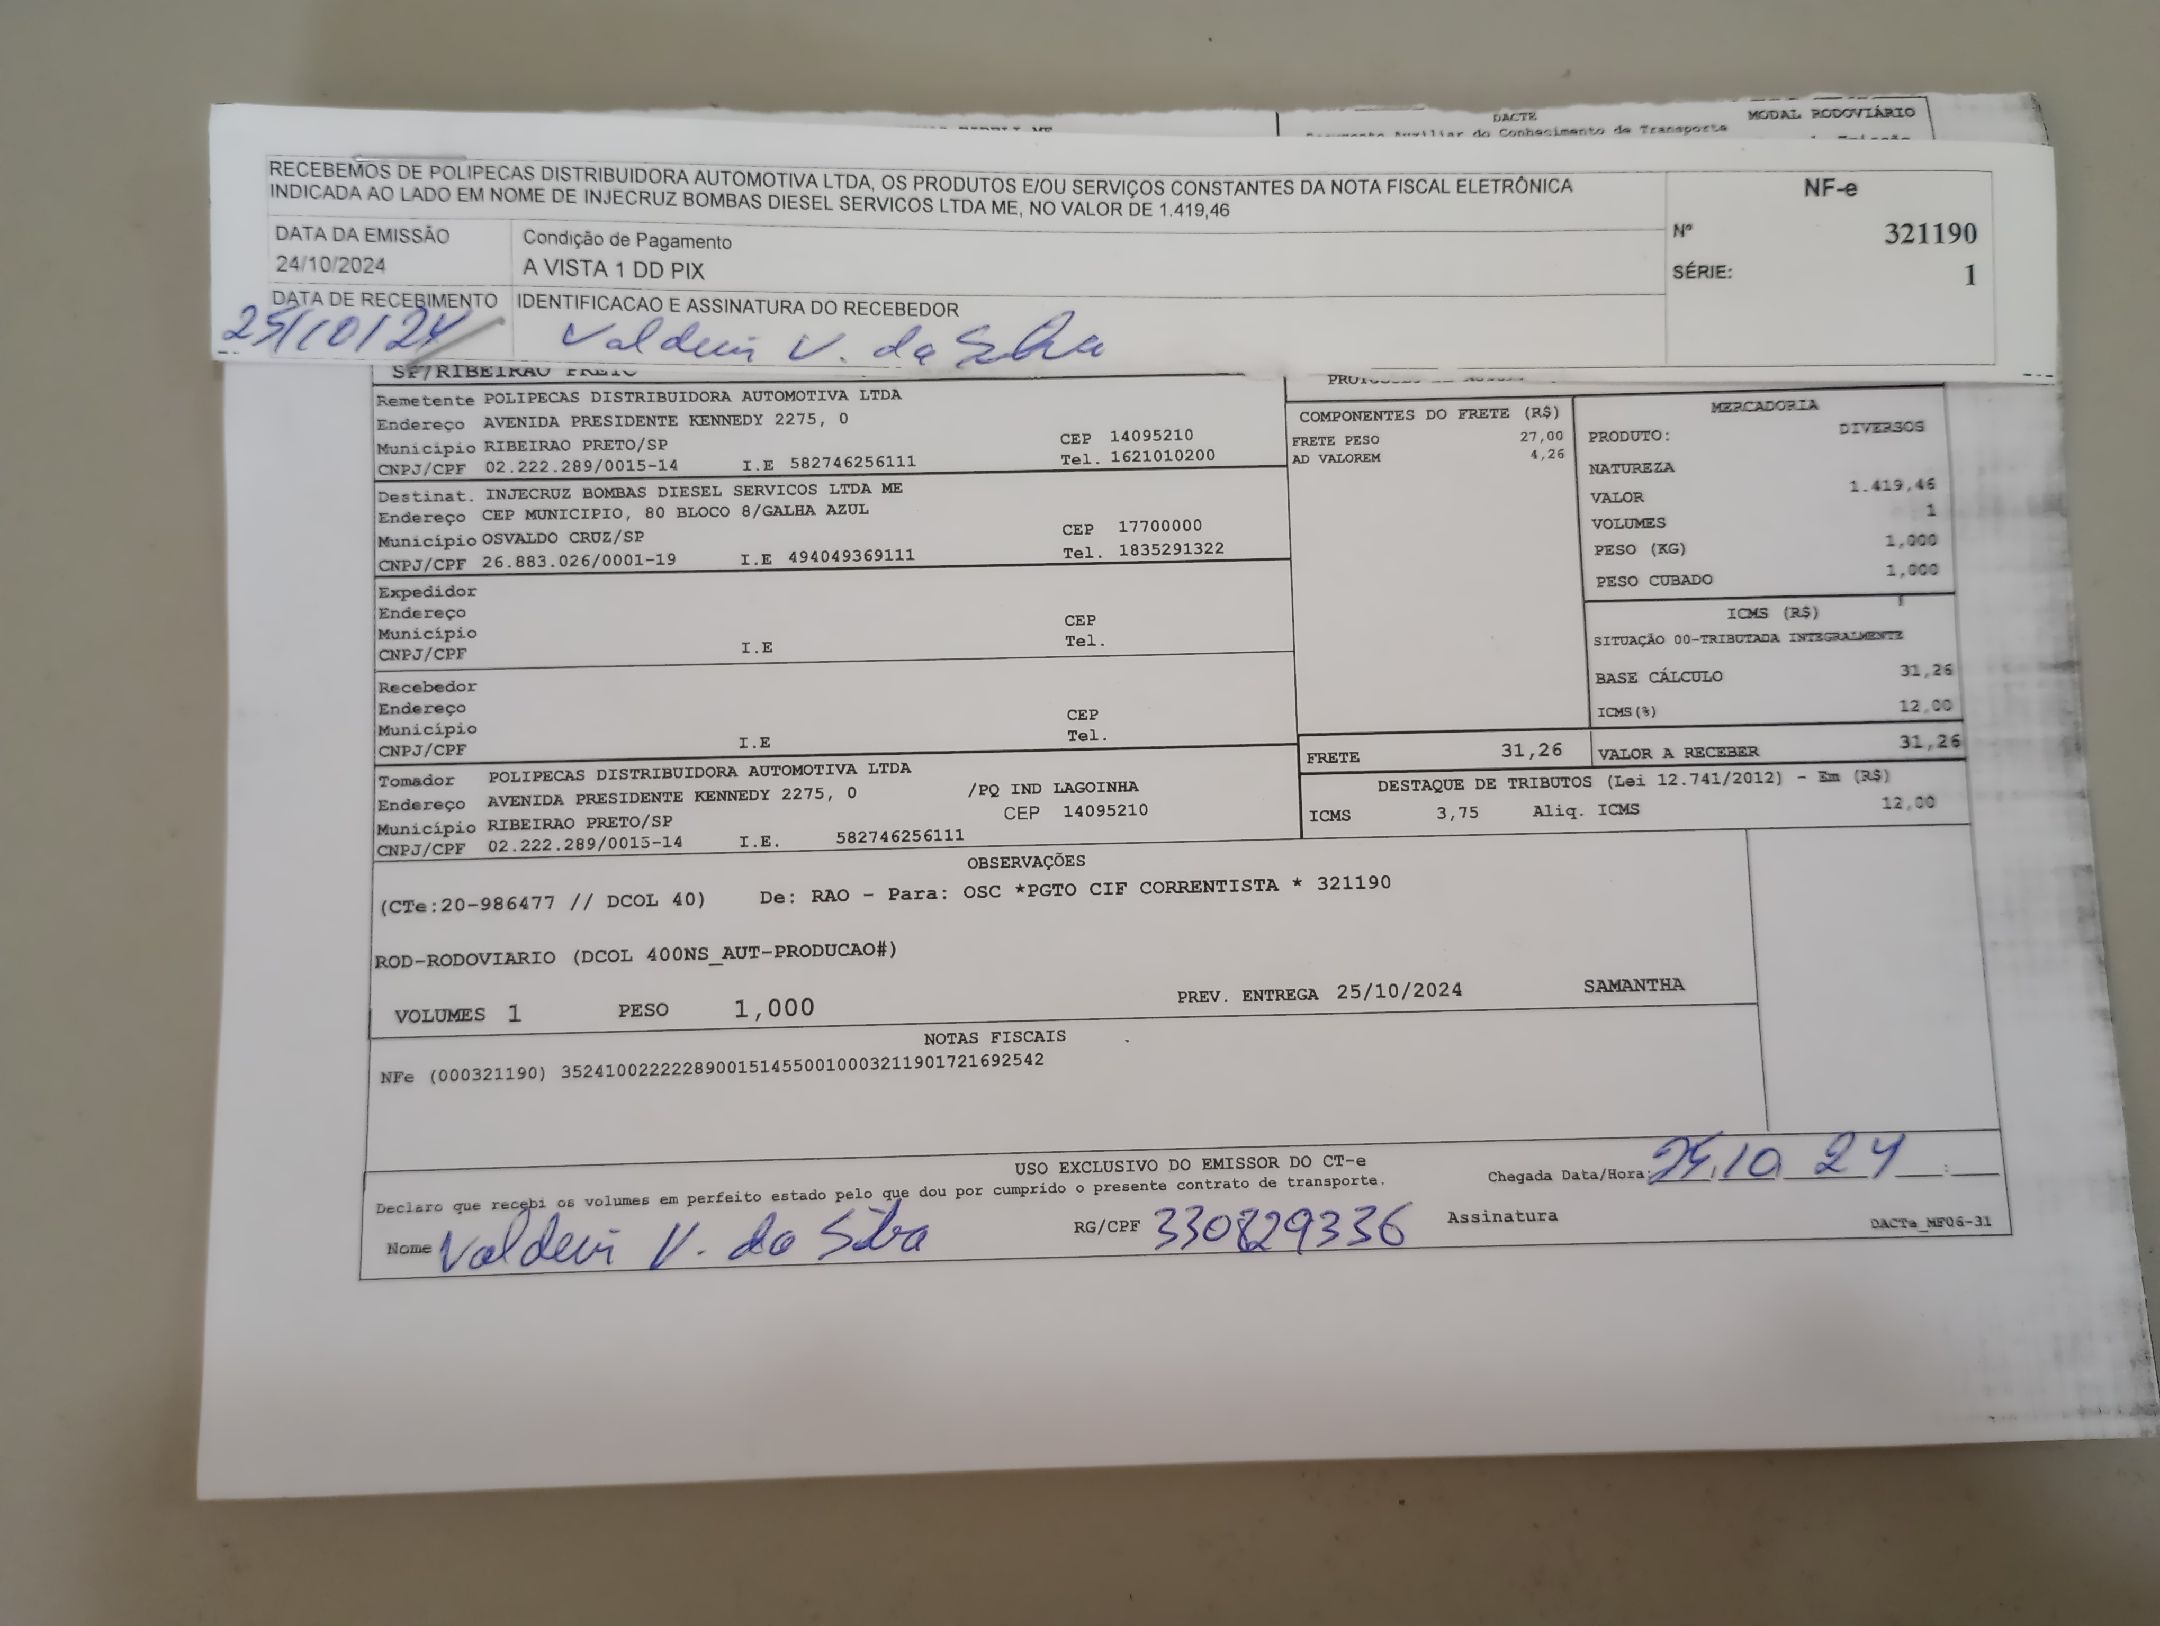 DACTE
MODAL RODOVIÁRIO
Documento Auxiliar do Conhecimento de Transporte
RECEBEMOS DE POLIPECAS DISTRIBUIDORA AUTOMOTIVA LTDA, OS PRODUTOS E/OU SERVIÇOS CONSTANTES DA NOTA FISCAL ELETRÔNICA
INDICADA AO LADO EM NOME DE INJECRUZ BOMBAS DIESEL SERVICOS LTDA ME, NO VALOR DE 1.419,46
NF-e
Nº 321190
SÉRIE: 1
DATA DA EMISSÃO
24/10/2024
Condição de Pagamento
A VISTA 1 DD PIX
DATA DE RECEBIMENTO
25/10/24
IDENTIFICACAO E ASSINATURA DO RECEBEDOR
Valdeir V. da Silva
SP/RIBEIRAO PRETO
Remetente POLIPECAS DISTRIBUIDORA AUTOMOTIVA LTDA
Endereço AVENIDA PRESIDENTE KENNEDY 2275, 0
Município RIBEIRAO PRETO/SP CEP 14095210
CNPJ/CPF 02.222.289/0015-14 I.E 582746256111 Tel. 1621010200
Destinat. INJECRUZ BOMBAS DIESEL SERVICOS LTDA ME
Endereço CEP MUNICIPIO, 80 BLOCO 8/GALHA AZUL
Município OSVALDO CRUZ/SP CEP 17700000
CNPJ/CPF 26.883.026/0001-19 I.E 494049369111 Tel. 1835291322
Expedidor
Endereço
Município CEP
CNPJ/CPF I.E Tel.
Recebedor
Endereço
Município CEP
CNPJ/CPF I.E Tel.
Tomador POLIPECAS DISTRIBUIDORA AUTOMOTIVA LTDA
Endereço AVENIDA PRESIDENTE KENNEDY 2275, 0 /PQ IND LAGOINHA
Município RIBEIRAO PRETO/SP CEP 14095210
CNPJ/CPF 02.222.289/0015-14 I.E. 582746256111
COMPONENTES DO FRETE (R$)
FRETE PESO 27,00
AD VALOREM 4,26
MERCADORIA
PRODUTO: DIVERSOS
NATUREZA
VALOR 1.419,46
VOLUMES 1
PESO (KG) 1,000
PESO CUBADO 1,000
ICMS (R$)
SITUAÇÃO 00-TRIBUTADA INTEGRALMENTE
BASE CÁLCULO 31,26
ICMS(%) 12,00
FRETE 31,26
VALOR A RECEBER 31,26
DESTAQUE DE TRIBUTOS (Lei 12.741/2012) - Em (R$)
ICMS 3,75 Aliq. ICMS 12,00
OBSERVAÇÕES
(CTe:20-986477 // DCOL 40) De: RAO - Para: OSC *PGTO CIF CORRENTISTA * 321190
ROD-RODOVIARIO (DCOL 400NS_AUT-PRODUCAO#)
VOLUMES 1 PESO 1,000 PREV. ENTREGA 25/10/2024 SAMANTHA
NOTAS FISCAIS
NFe (000321190) 35241002222289001514550010003211901721692542
USO EXCLUSIVO DO EMISSOR DO CT-e
Declaro que recebi os volumes em perfeito estado pelo que dou por cumprido o presente contrato de transporte.
Chegada Data/Hora: 25/10/24 :
Nome Valdeir V. da Silva RG/CPF 330829336 Assinatura
DACTe_MF06-31